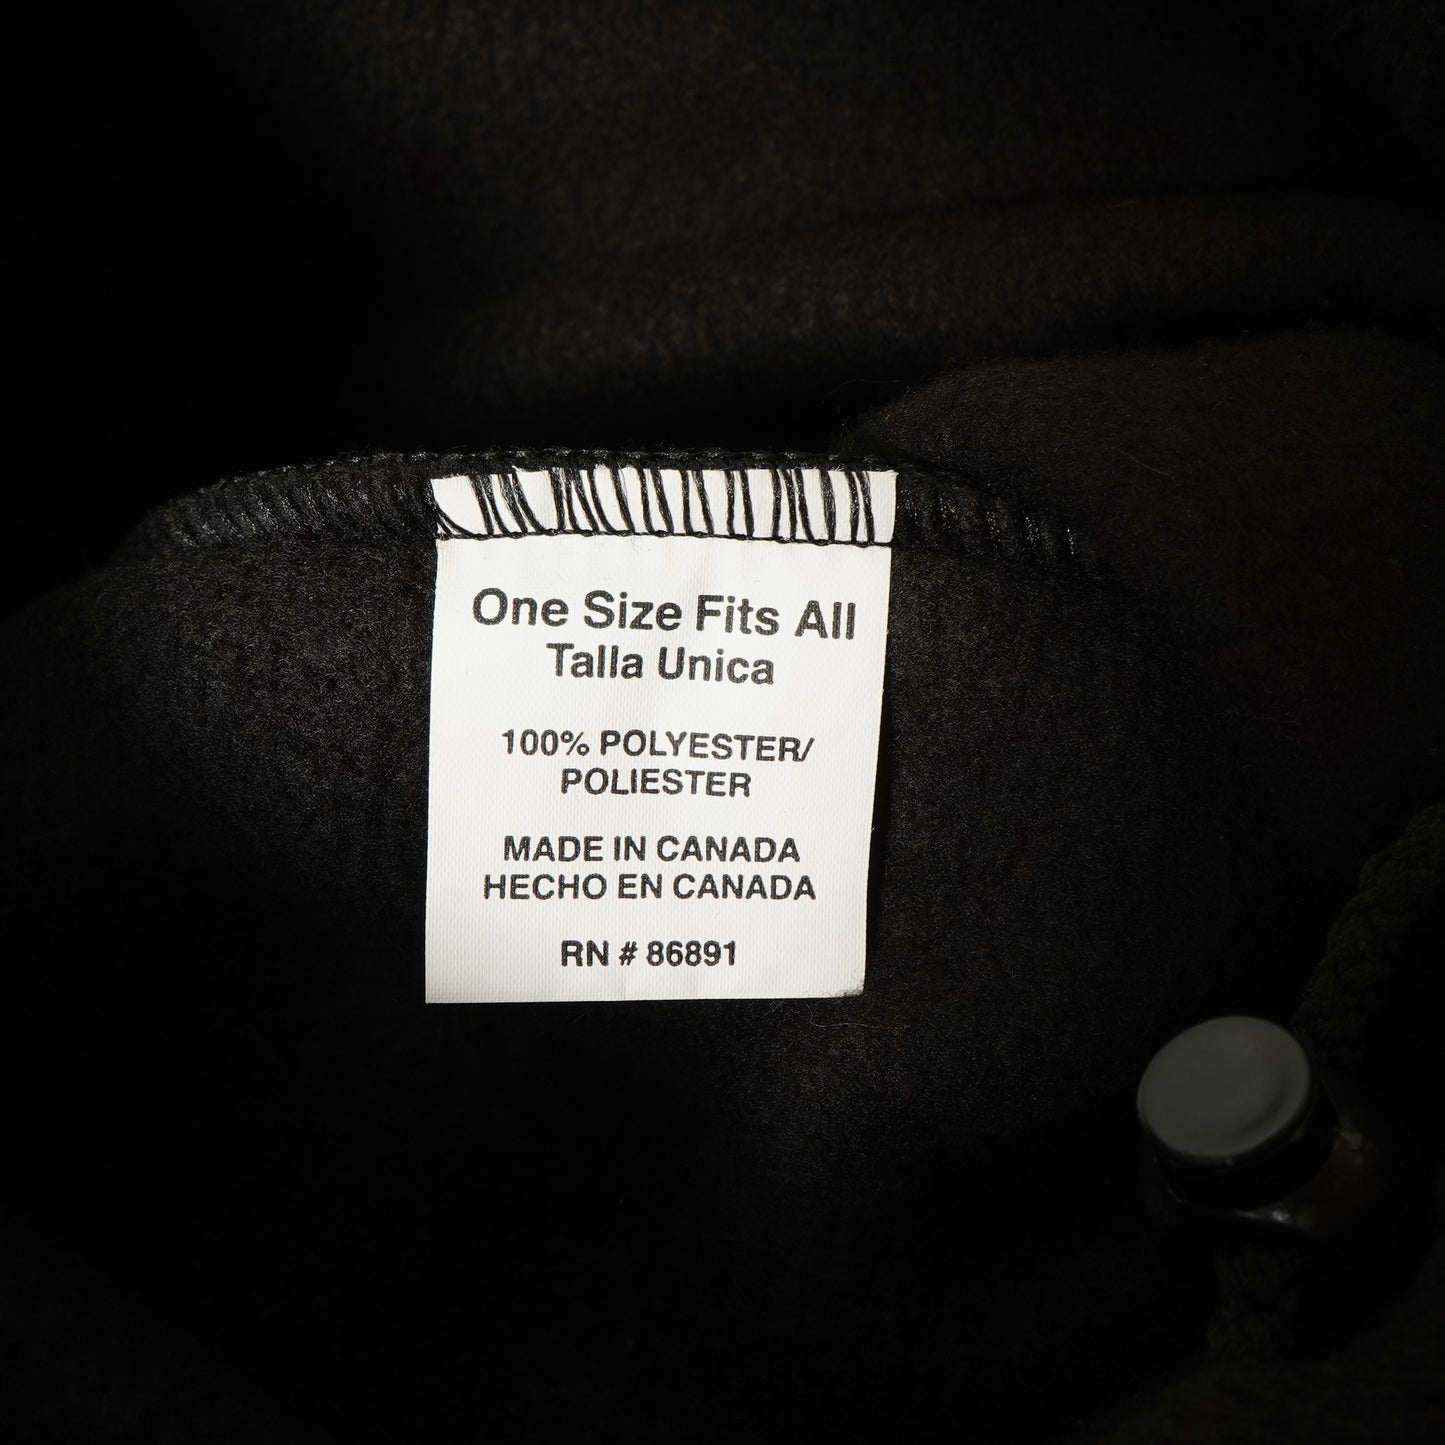 One Size Fits All
Talla Unica
100% POLYESTER/
POLIESTER
MADE IN CANADA
HECHO EN CANADA
RN # 86891